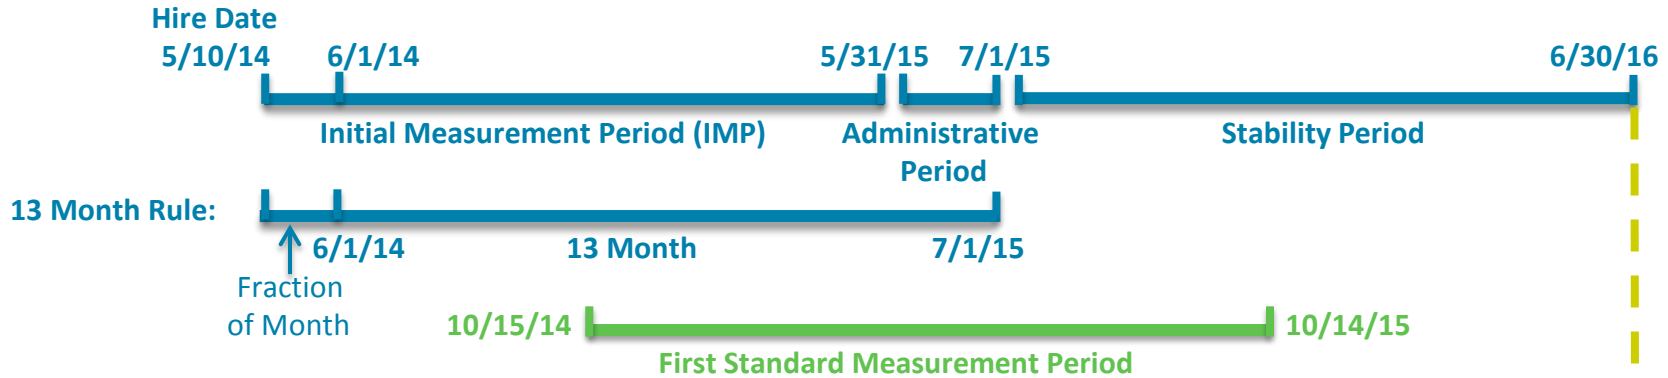 Hire Date
5/10/14 6/1/14 5/31/15 7/1/15 6/30/16
Initial Measurement Period (IMP) Administrative Period Stability Period
13 Month Rule:
6/1/14 13 Month 7/1/15
Fraction
of Month
10/15/14 10/14/15
First Standard Measurement Period